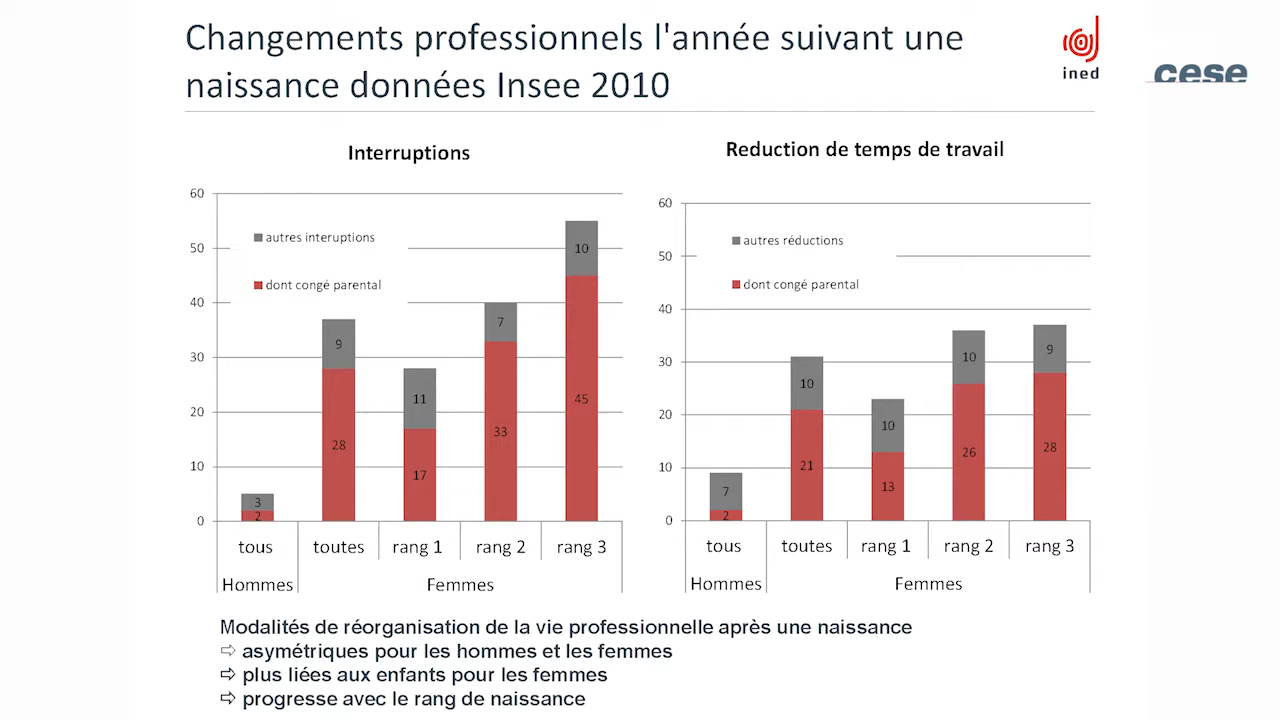 Changements professionnels l'année suivant une
naissance données Insee 2010
ined
cese
Interruptions
60
50
40
30
20
10
0
autres interuptions
dont congé parental
3
2
9
28
11
17
7
33
10
45
tous
toutes
rang 1
rang 2
rang 3
Hommes
Femmes
Reduction de temps de travail
60
50
40
30
20
10
0
autres réductions
dont congé parental
7
2
10
21
10
13
10
26
9
28
tous
toutes
rang 1
rang 2
rang 3
Hommes
Femmes
Modalités de réorganisation de la vie professionnelle après une naissance
⇨ asymétriques pour les hommes et les femmes
⇨ plus liées aux enfants pour les femmes
⇨ progresse avec le rang de naissance